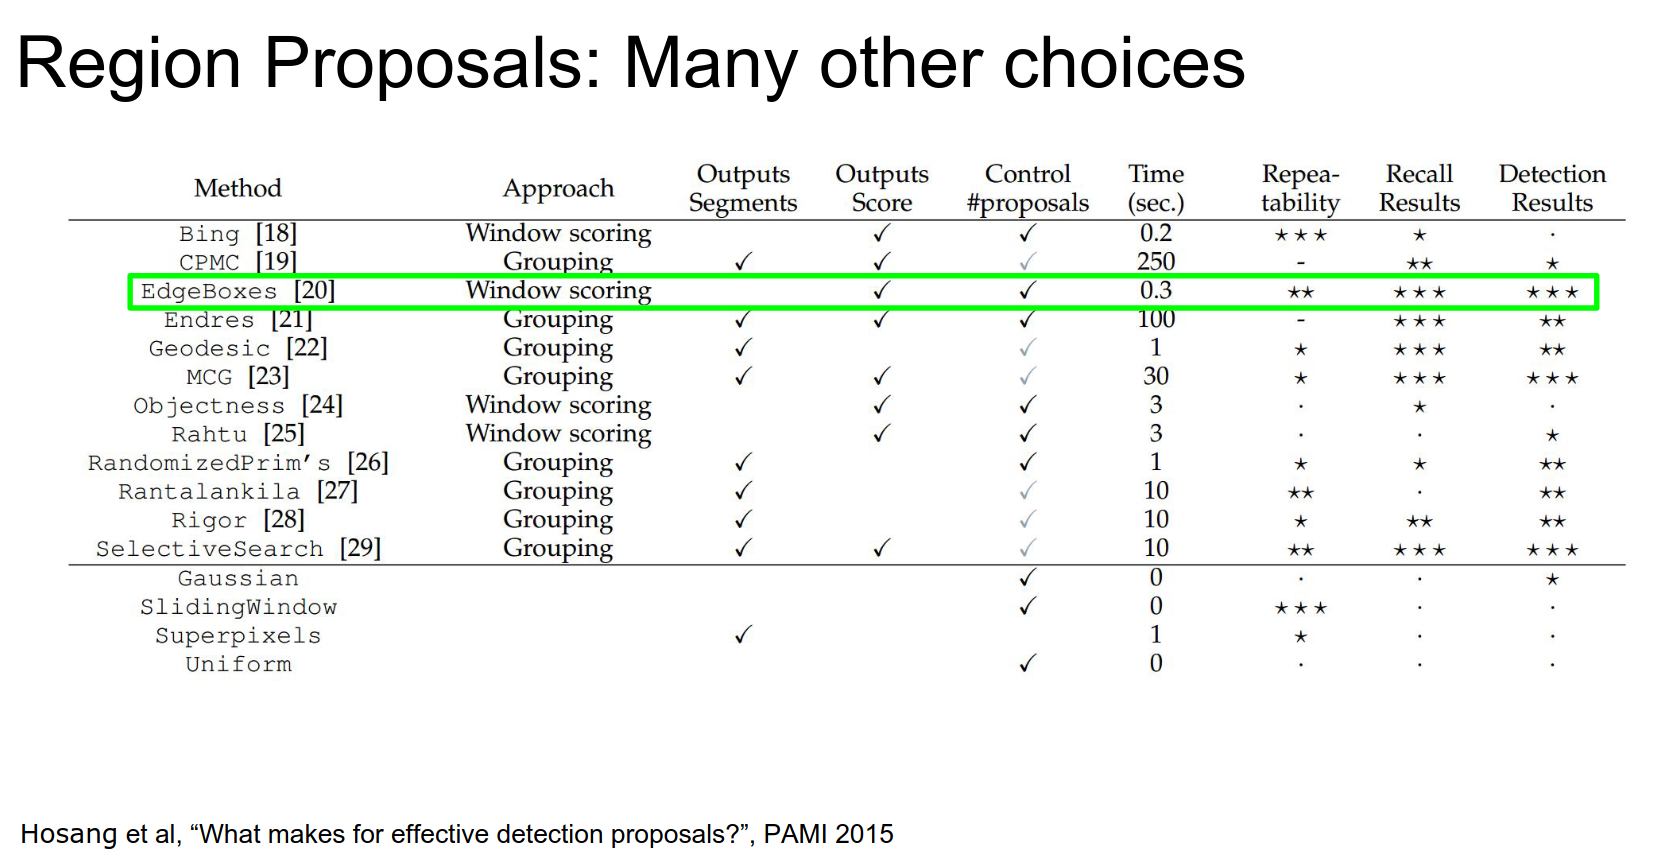 Region Proposals: Many other choices
Method Approach Outputs Segments Outputs Score Control #proposals Time (sec.) Repea-tability Recall Results Detection Results
Bing [18] Window scoring ✓ ✓ 0.2 ⋆⋆⋆ ⋆ ·
CPMC [19] Grouping ✓ ✓ ✓ 250 - ⋆⋆ ⋆
EdgeBoxes [20] Window scoring ✓ ✓ 0.3 ⋆⋆ ⋆⋆⋆ ⋆⋆⋆
Endres [21] Grouping ✓ ✓ ✓ 100 - ⋆⋆⋆ ⋆⋆
Geodesic [22] Grouping ✓ ✓ 1 ⋆ ⋆⋆⋆ ⋆⋆
MCG [23] Grouping ✓ ✓ ✓ 30 ⋆ ⋆⋆⋆ ⋆⋆⋆
Objectness [24] Window scoring ✓ ✓ 3 · ⋆ ·
Rahtu [25] Window scoring ✓ ✓ 3 · · ⋆
RandomizedPrim's [26] Grouping ✓ ✓ 1 ⋆ ⋆ ⋆⋆
Rantalankila [27] Grouping ✓ ✓ 10 ⋆⋆ · ⋆⋆
Rigor [28] Grouping ✓ ✓ 10 ⋆ ⋆⋆ ⋆⋆
SelectiveSearch [29] Grouping ✓ ✓ ✓ 10 ⋆⋆ ⋆⋆⋆ ⋆⋆⋆
Gaussian ✓ 0 · · ⋆
SlidingWindow ✓ 0 ⋆⋆⋆ · ·
Superpixels ✓ 1 ⋆ · ·
Uniform ✓ 0 · · ·
Hosang et al, “What makes for effective detection proposals?”, PAMI 2015